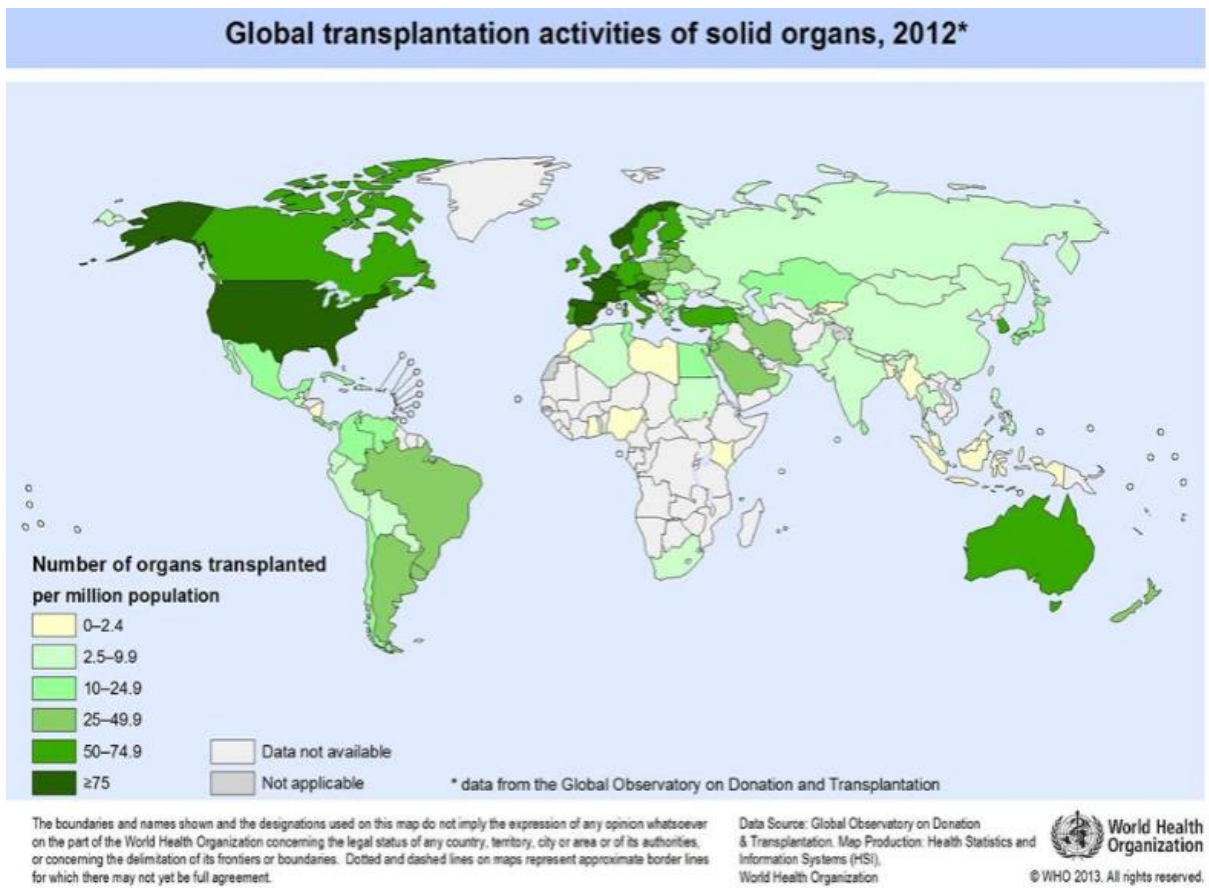 Global transplantation activities of solid organs, 2012*
Number of organs transplanted
per million population
0–2.4
2.5–9.9
10–24.9
25–49.9
50–74.9
≥75
Data not available
Not applicable
* data from the Global Observatory on Donation and Transplantation
The boundaries and names shown and the designations used on this map do not imply the expression of any opinion whatsoever
on the part of the World Health Organization concerning the legal status of any country, territory, city or area or of its authorities,
or concerning the delimitation of its frontiers or boundaries. Dotted and dashed lines on maps represent approximate border lines
for which there may not yet be full agreement.
Data Source: Global Observatory on Donation
& Transplantation. Map Production: Health Statistics and
Information Systems (HSI),
World Health Organization
World Health
Organization
© WHO 2013. All rights reserved.